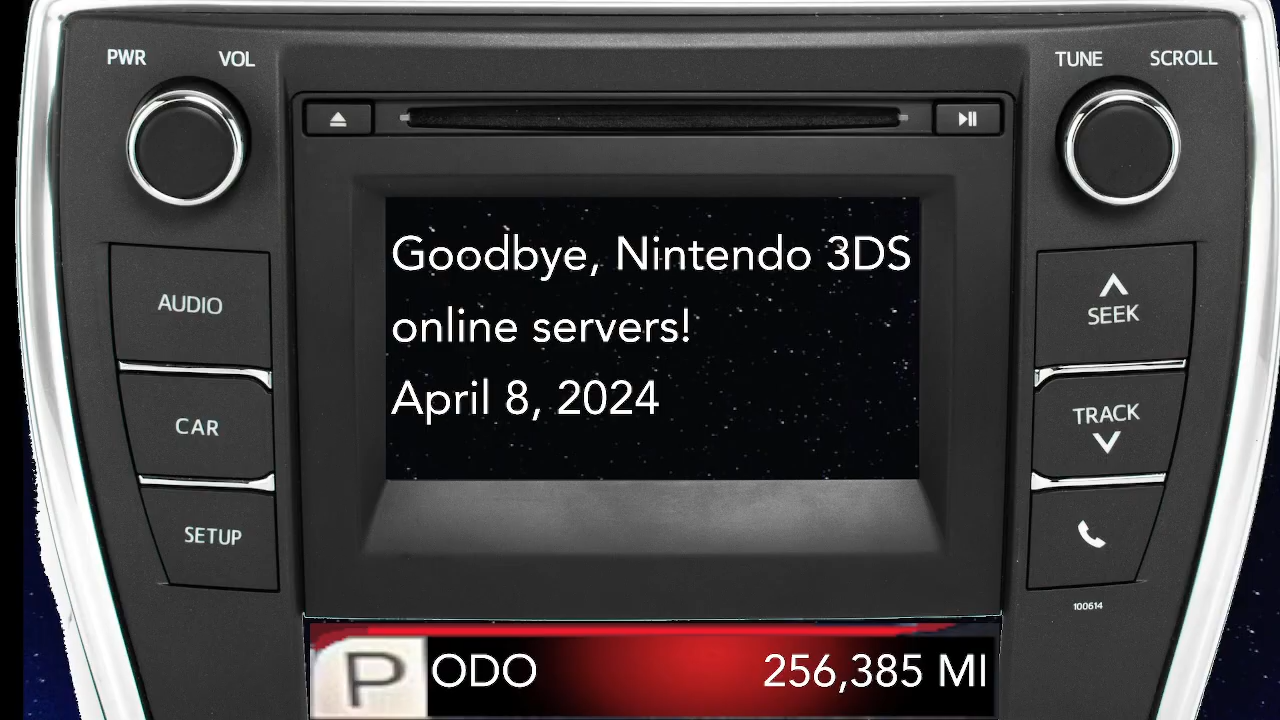 PWR VOL TUNE SCROLL
Goodbye, Nintendo 3DS
online servers!
April 8, 2024
AUDIO
CAR
SETUP
SEEK
TRACK
100614
P ODO 256,385 MI